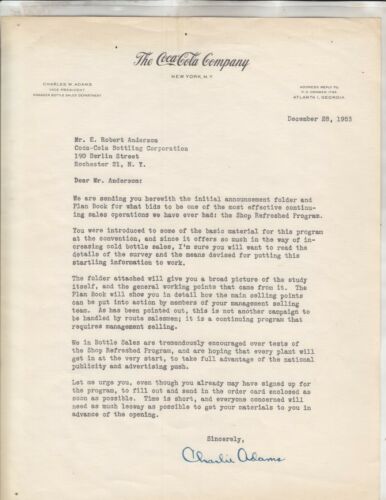 The Coca-Cola Company
NEW YORK, N.Y.
CHARLES W. ADAMS
VICE PRESIDENT
MANAGER BOTTLE SALES DEPARTMENT
ADDRESS REPLY TO
P. O. DRAWER 1734
ATLANTA 1, GEORGIA
December 28, 1953
Mr. E. Robert Anderson
Coca-Cola Bottling Corporation
190 Berlin Street
Rochester 21, N. Y.
Dear Mr. Anderson:
We are sending you herewith the initial announcement folder and
Plan Book for what bids to be one of the most effective contin-
uing sales operations we have ever had: the Shop Refreshed Program.
You were introduced to some of the basic material for this program
at the convention, and since it offers so much in the way of in-
creasing cold bottle sales, I'm sure you will want to read the
details of the survey and the means devised for putting this
startling information to work.
The folder attached will give you a broad picture of the study
itself, and the general working points that came from it. The
Plan Book will show you in detail how the main selling points
can be put into action by members of your management selling
team. As has been pointed out, this is not another campaign to
be handled by route salesmen; it is a continuing program that
requires management selling.
We in Bottle Sales are tremendously encouraged over tests of
the Shop Refreshed Program, and are hoping that every plant will
get in at the very start, to take full advantage of the national
publicity and advertising push.
Let me urge you, even though you already may have signed up for
the program, to fill out and send in the order card enclosed as
soon as possible. Time is short, and everyone concerned will
need as much leeway as possible to get your materials to you in
advance of the opening.
Sincerely,
Charlie Adams